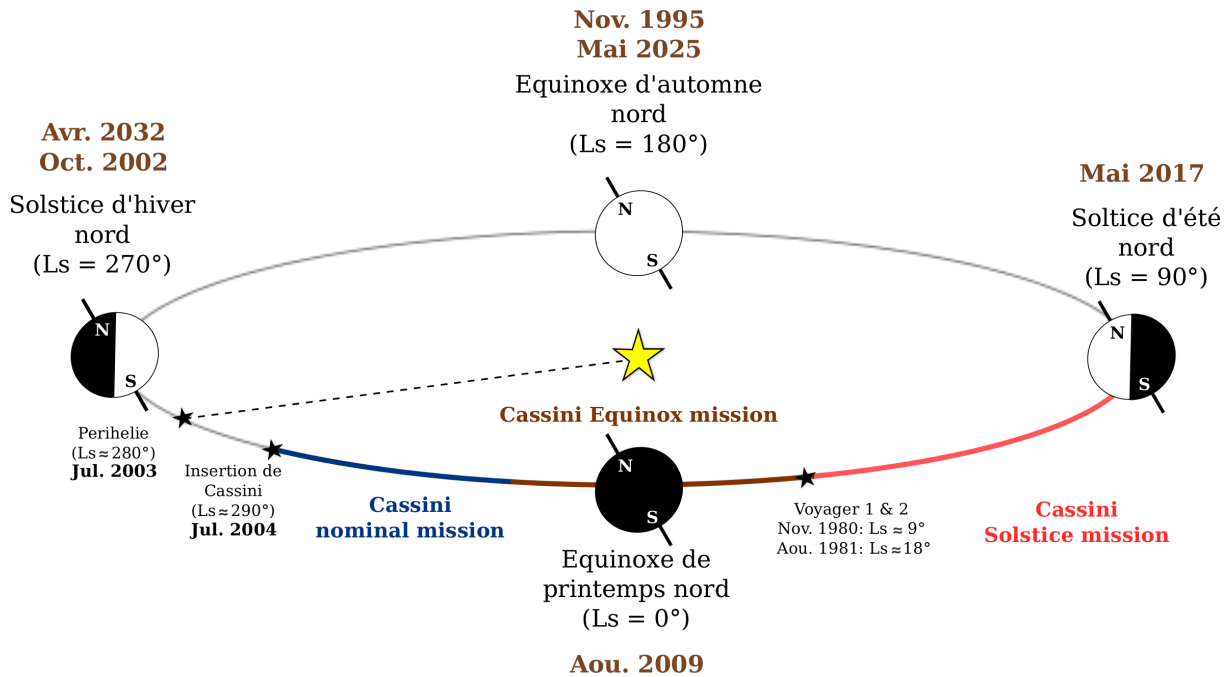 Nov. 1995
Mai 2025
Equinoxe d'automne
nord
(Ls = 180°)
Avr. 2032
Oct. 2002
Solstice d'hiver
nord
(Ls = 270°)
Mai 2017
Soltice d'été
nord
(Ls = 90°)
N
S
N
S
N
S
Cassini Equinox mission
N
S
Perihelie
(Ls≈280°)
Jul. 2003
Insertion de
Cassini
(Ls≈290°)
Jul. 2004
Cassini
nominal mission
Voyager 1 & 2
Nov. 1980: Ls ≈ 9°
Aou. 1981: Ls ≈18°
Cassini
Solstice mission
Equinoxe de
printemps nord
(Ls = 0°)
Aou. 2009